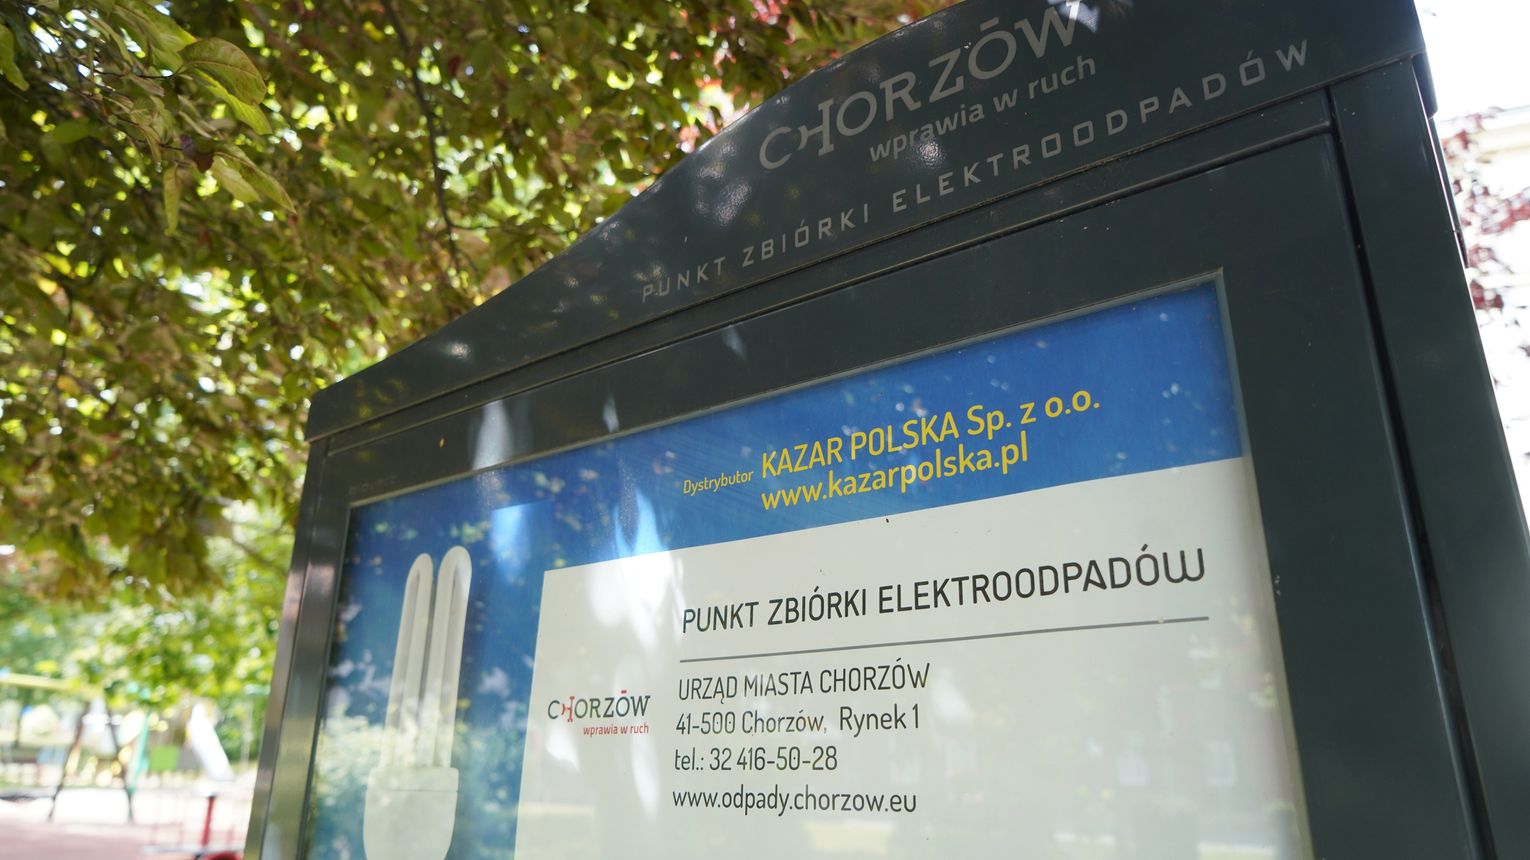 CHORZÓW
wprawia w ruch
PUNKT ZBIÓRKI ELEKTROODPADÓW
Dystrybutor KAZAR POLSKA Sp. z o.o.
www.kazarpolska.pl
PUNKT ZBIÓRKI ELEKTROODPADÓW
CHORZÓW
wprawia w ruch
URZĄD MIASTA CHORZÓW
41-500 Chorzów, Rynek 1
tel.: 32 416-50-28
www.odpady.chorzow.eu